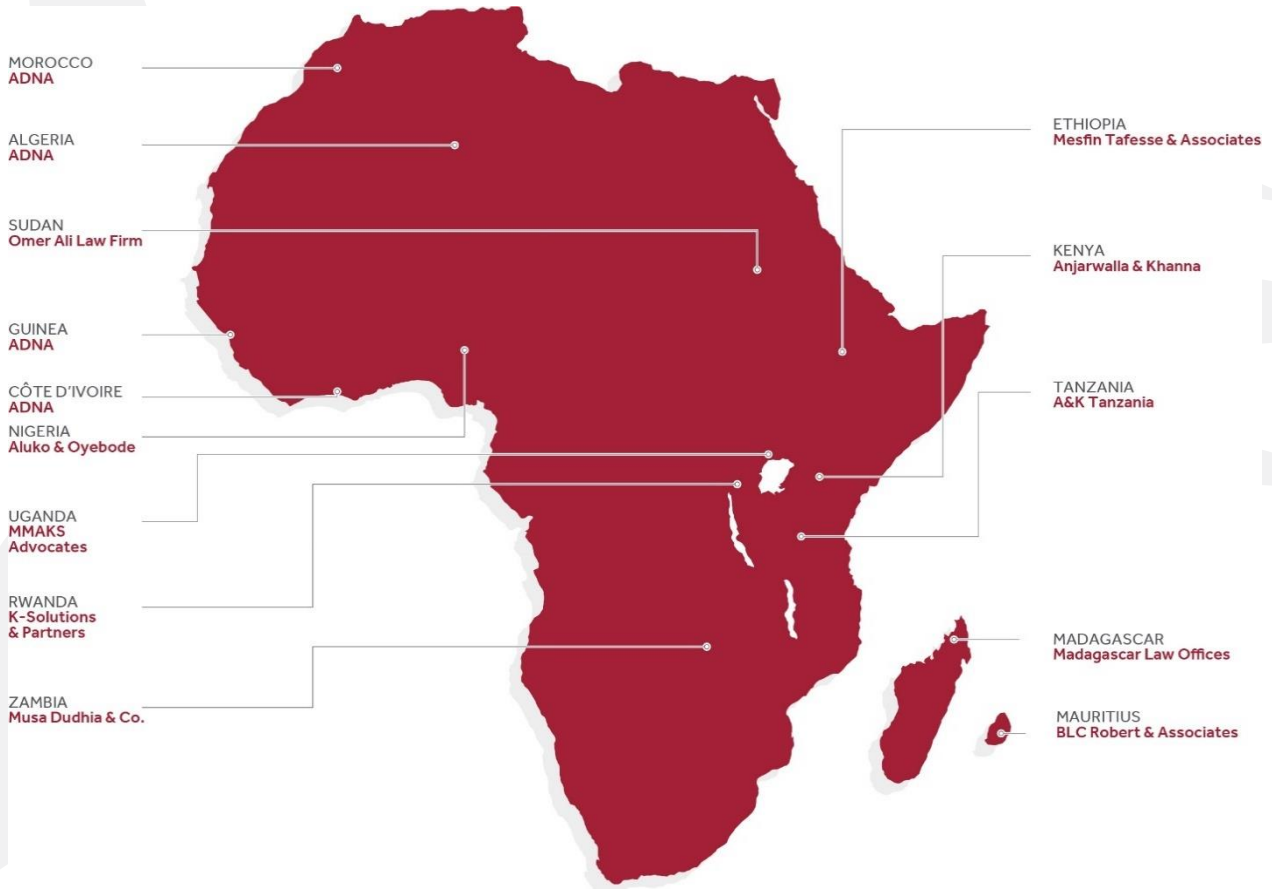 MOROCCO
ADNA
ALGERIA
ADNA
SUDAN
Omer Ali Law Firm
GUINEA
ADNA
CÔTE D'IVOIRE
ADNA
NIGERIA
Aluko & Oyebode
UGANDA
MMAKS
Advocates
RWANDA
K-Solutions
& Partners
ZAMBIA
Musa Dudhia & Co.
ETHIOPIA
Mesfin Tafesse & Associates
KENYA
Anjarwalla & Khanna
TANZANIA
A&K Tanzania
MADAGASCAR
Madagascar Law Offices
MAURITIUS
BLC Robert & Associates